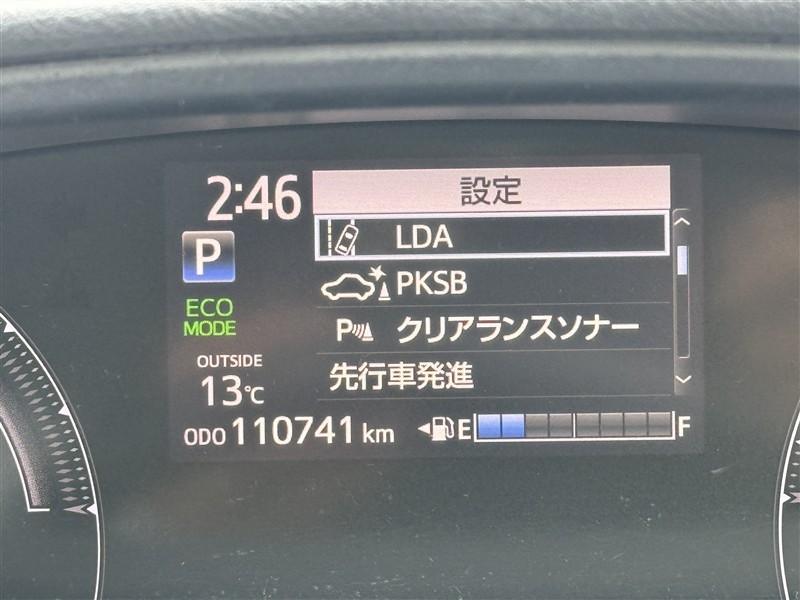 2:46
設定
LDA
P
PKSB
ECO
MODE
P クリアランスソナー
OUTSIDE
13℃
先行車発進
ODO 110741 km
E F